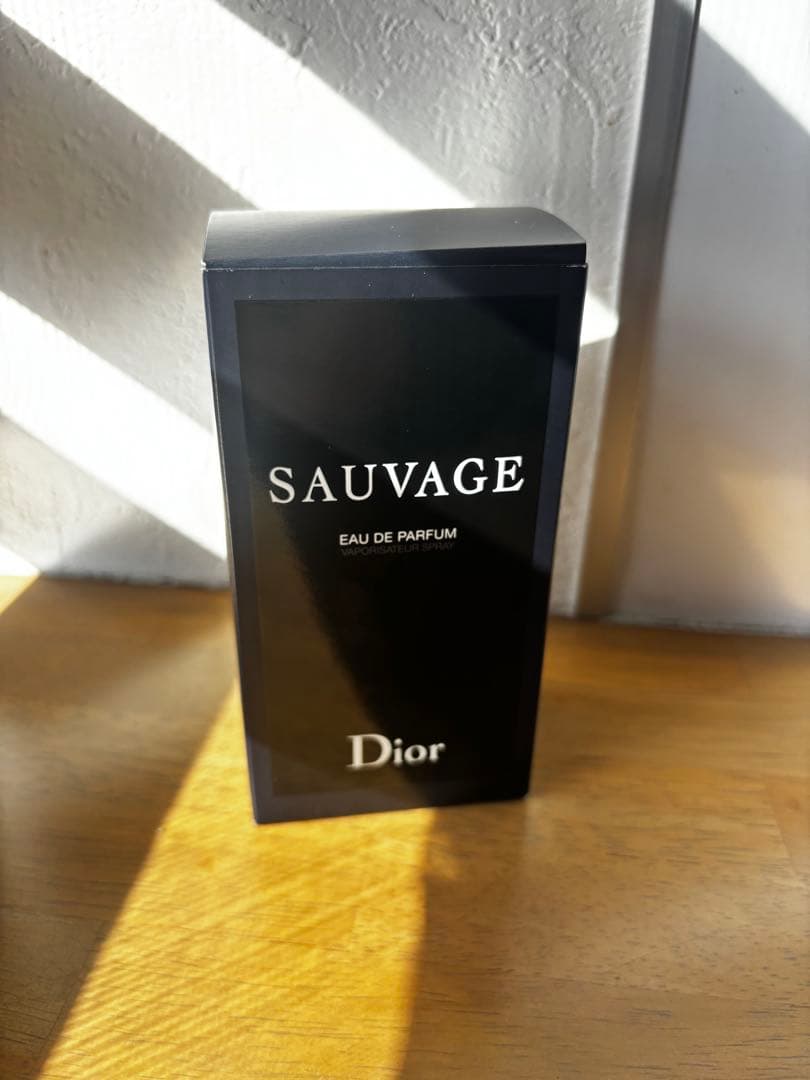 SAUVAGE
EAU DE PARFUM
VAPORISATEUR SPRAY
Dior